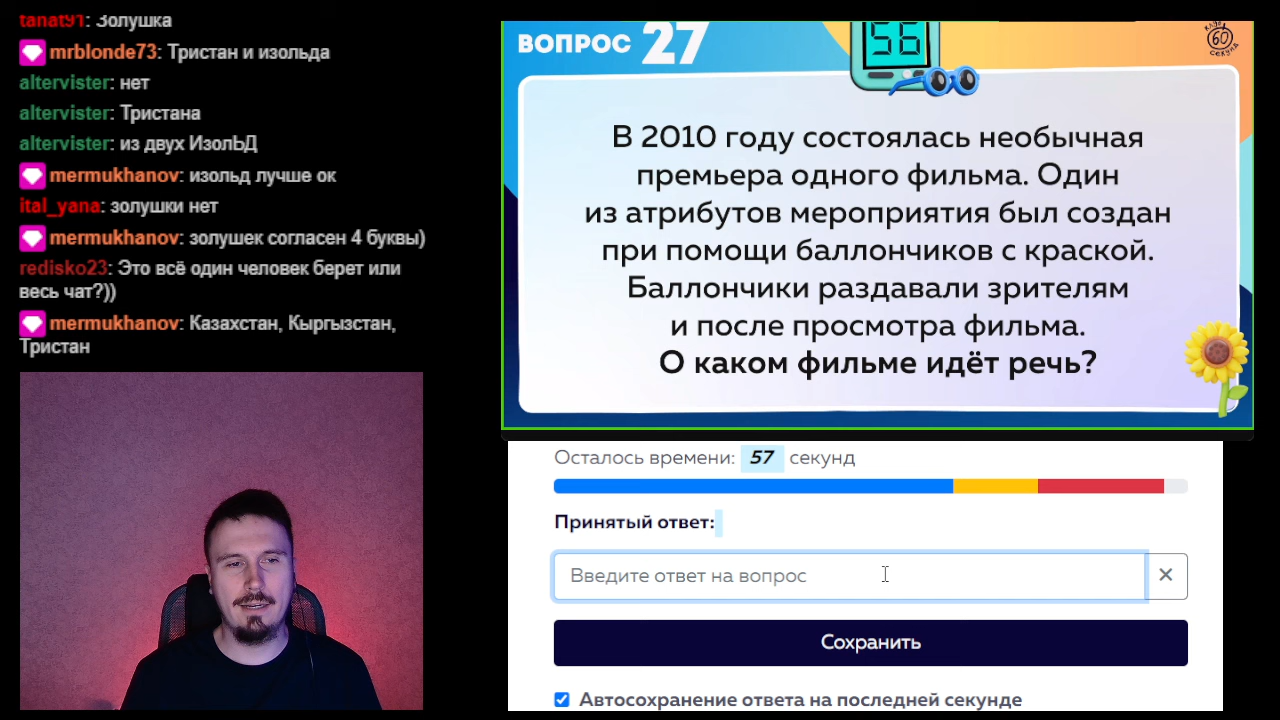 tanat91: Золушка
mrblonde73: Тристан и изольда
altervister: нет
altervister: Тристана
altervister: из двух ИзолЬД
mermukhanov: изольд лучше ок
ital_yana: золушки нет
mermukhanov: золушек согласен 4 буквы)
redisko23: Это всё один человек берет или
весь чат?))
mermukhanov: Казахстан, Кыргызстан,
Тристан
ВОПРОС 27
56
КЛУБ
60
СЕКУНД
В 2010 году состоялась необычная
премьера одного фильма. Один
из атрибутов мероприятия был создан
при помощи баллончиков с краской.
Баллончики раздавали зрителям
и после просмотра фильма.
О каком фильме идёт речь?
Осталось времени: 57 секунд
Принятый ответ:
Введите ответ на вопрос
Сохранить
Автосохранение ответа на последней секунде